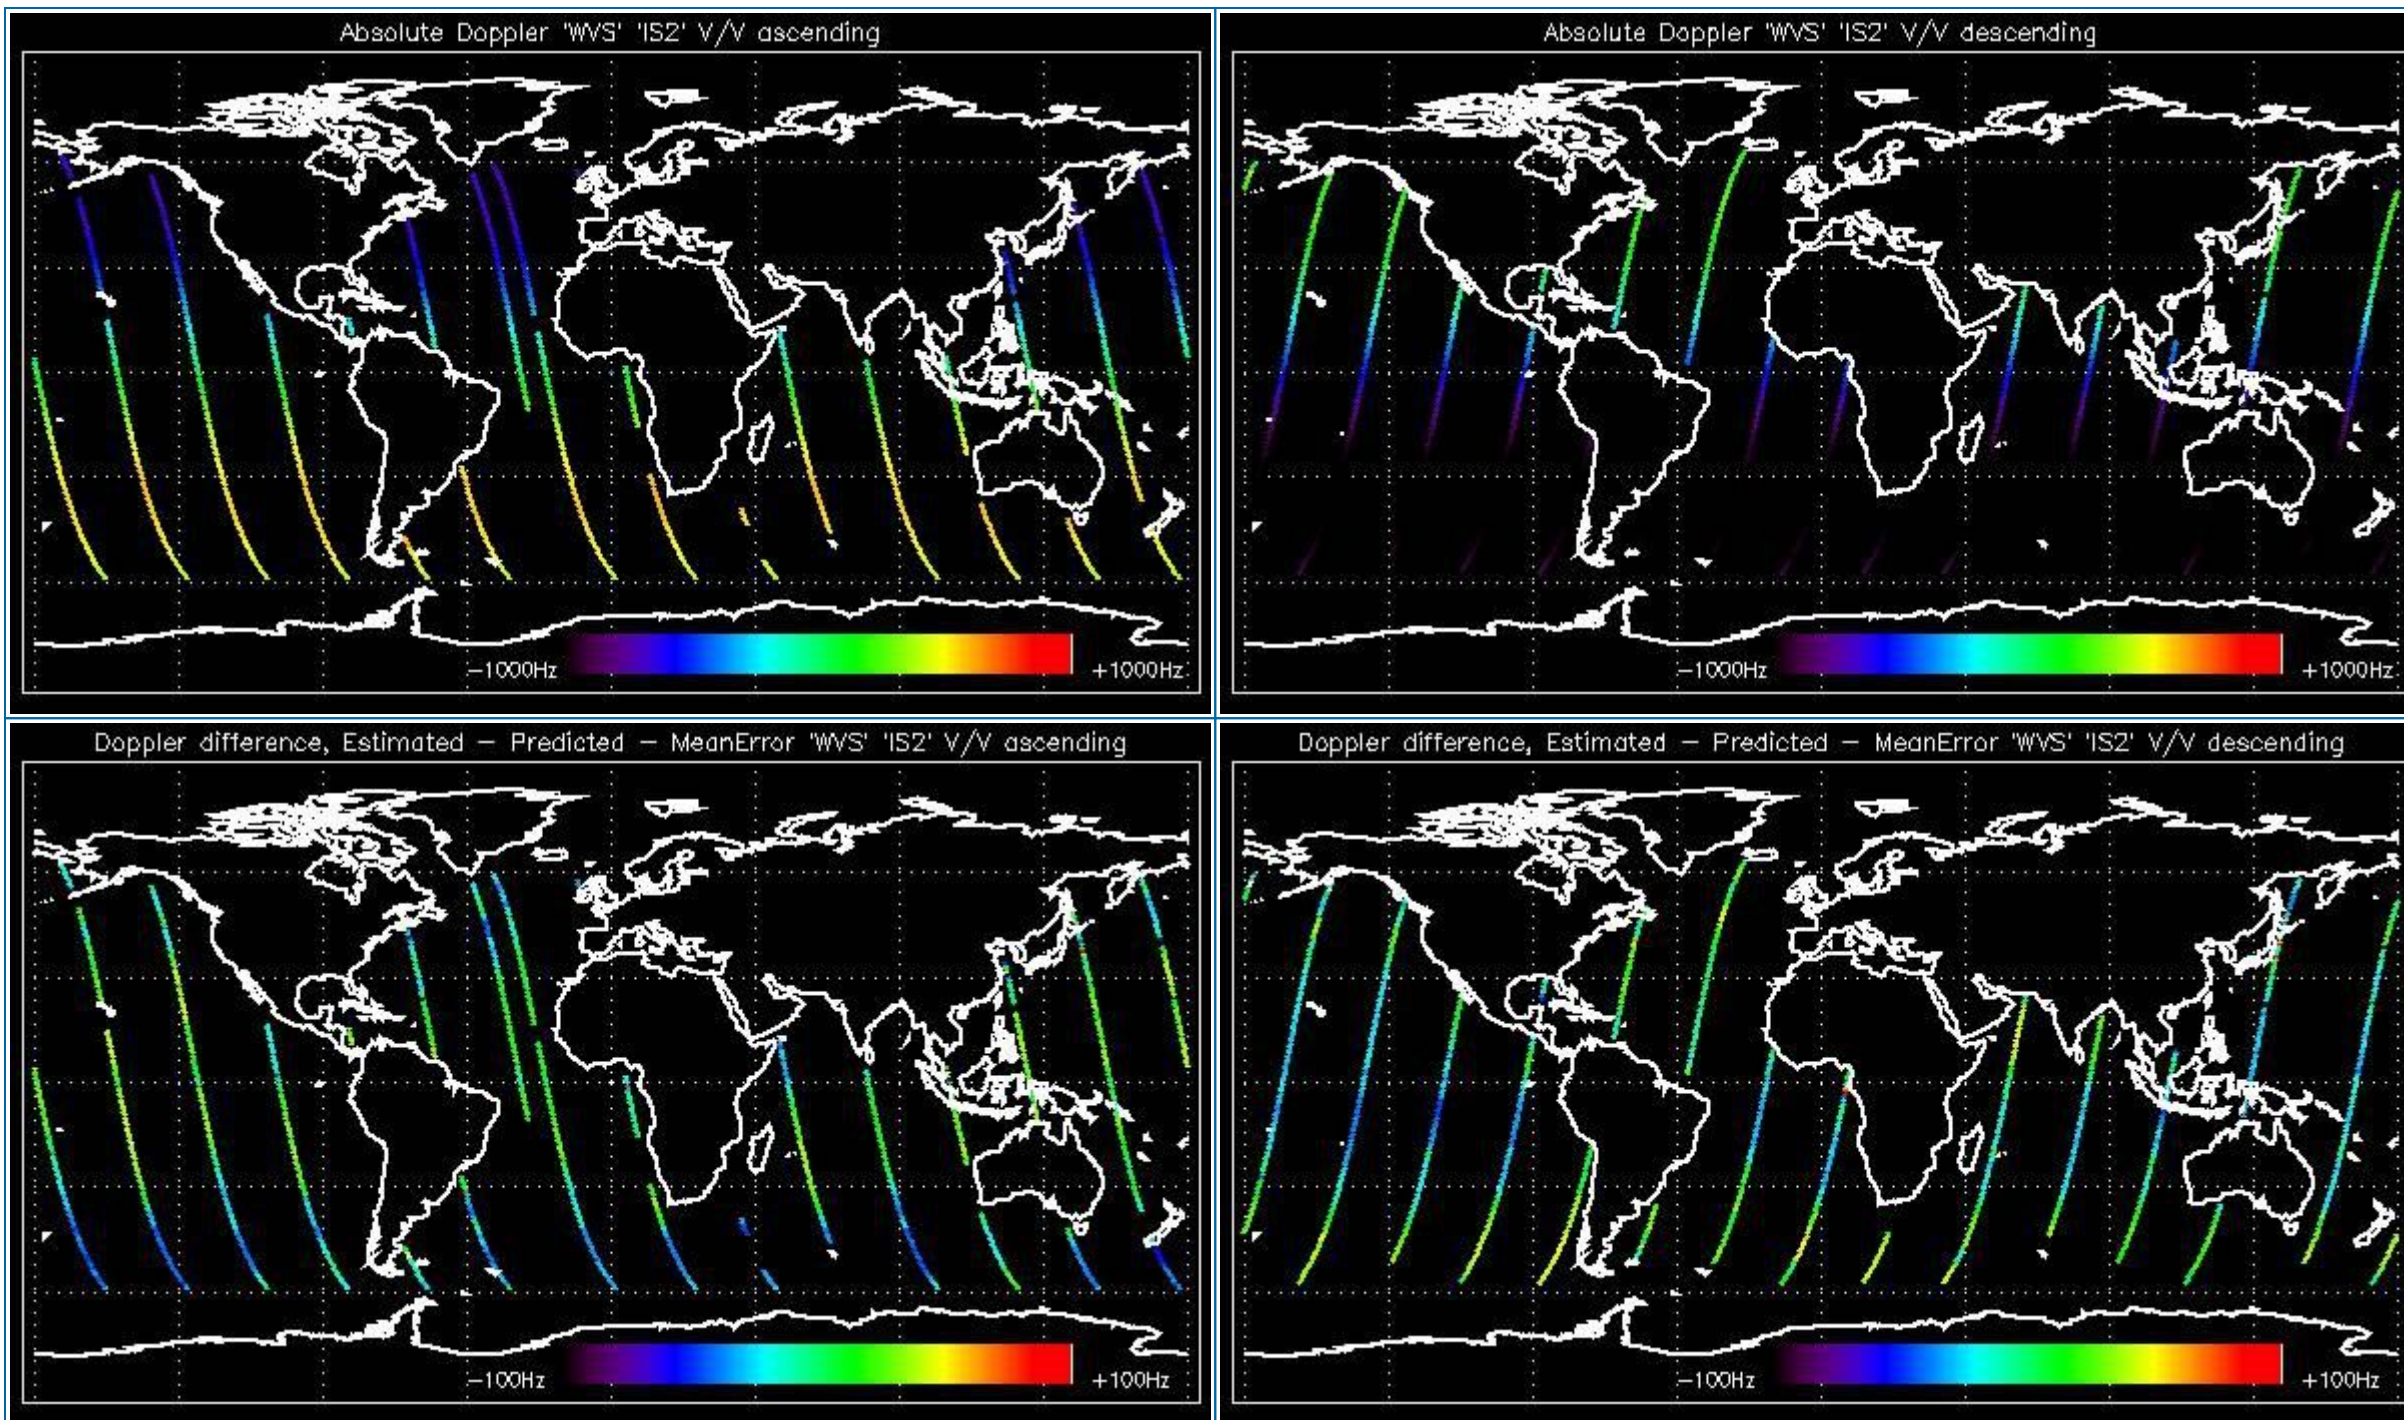 Absolute Doppler 'WVS' 'IS2' V/V ascending
-1000Hz
+1000Hz
Absolute Doppler 'WVS' 'IS2' V/V descending
-1000Hz
+1000Hz
Doppler difference, Estimated - Predicted - MeanError 'WVS' 'IS2' V/V ascending
-100Hz
+100Hz
Doppler difference, Estimated - Predicted - MeanError 'WVS' 'IS2' V/V descending
-100Hz
+100Hz